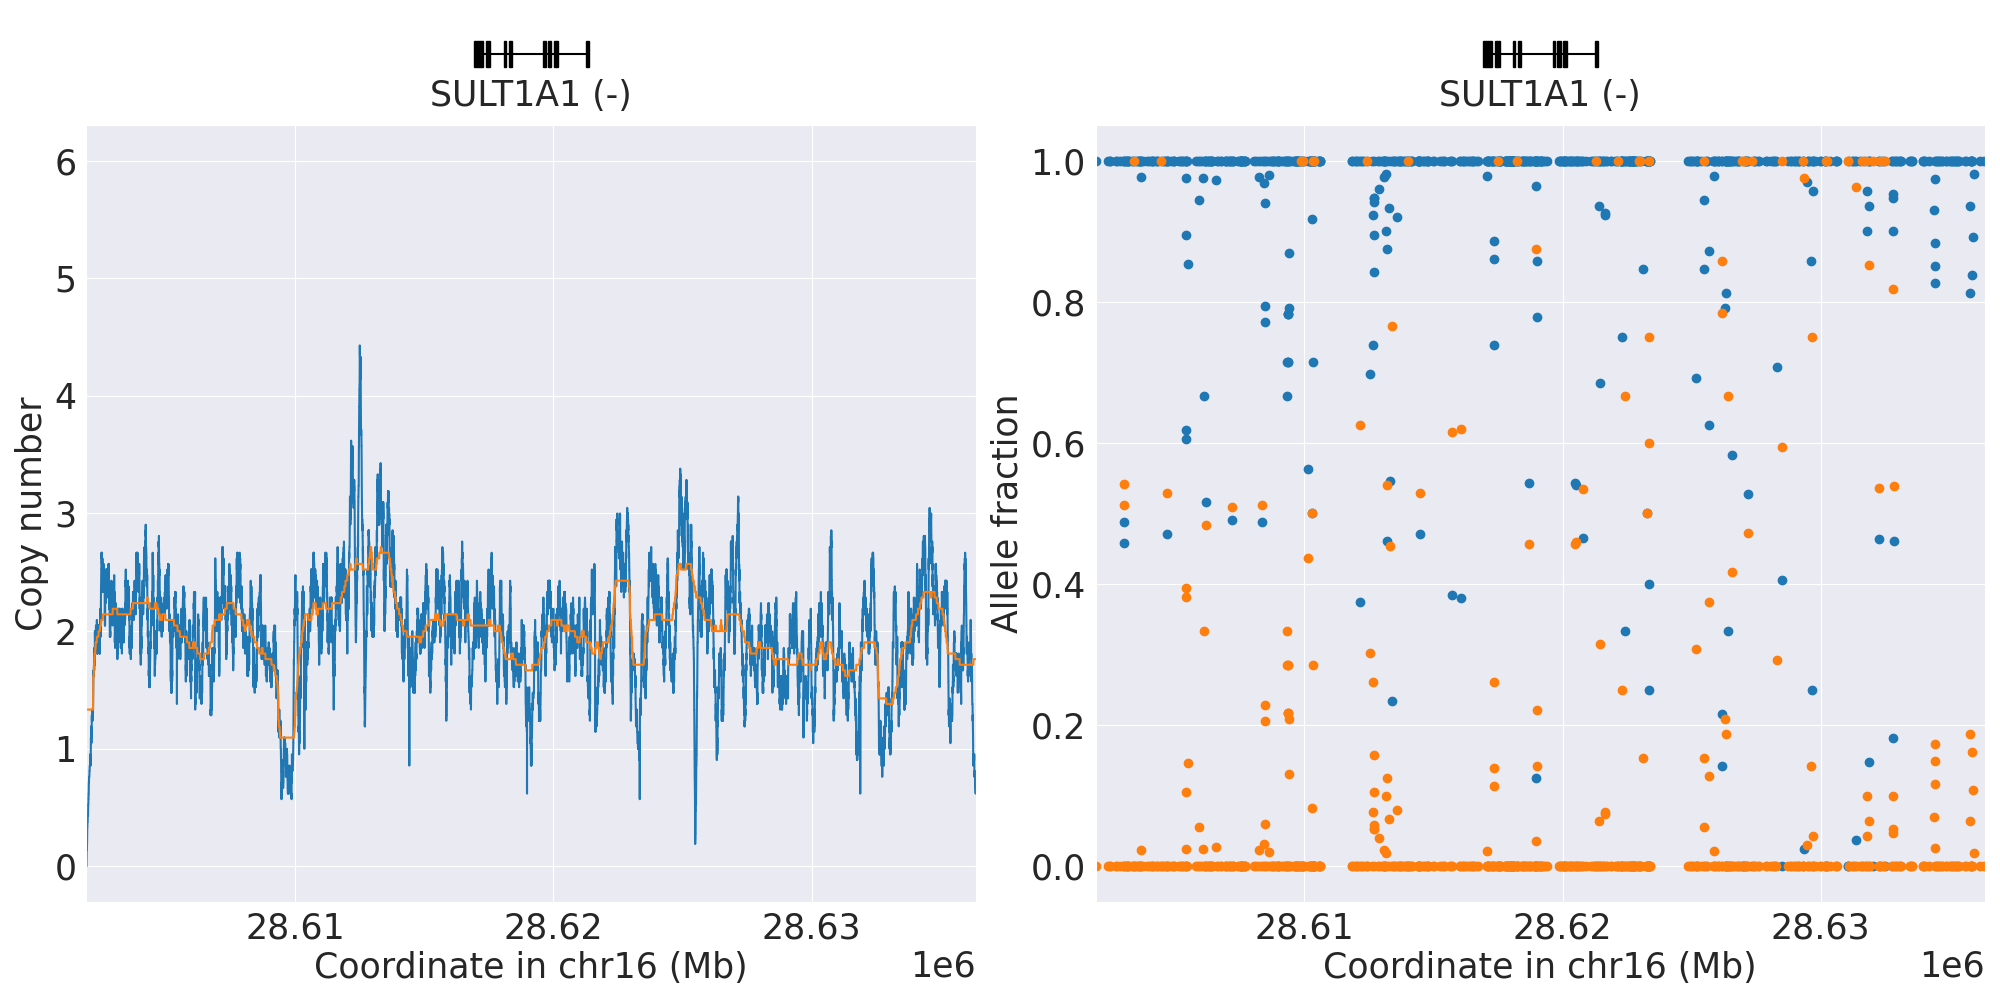 SULT1A1 (-)
6
5
4
3
2
1
0
Copy number
28.61
28.62
28.63
Coordinate in chr16 (Mb)
1e6
SULT1A1 (-)
1.0
0.8
0.6
0.4
0.2
0.0
Allele fraction
28.61
28.62
28.63
Coordinate in chr16 (Mb)
1e6